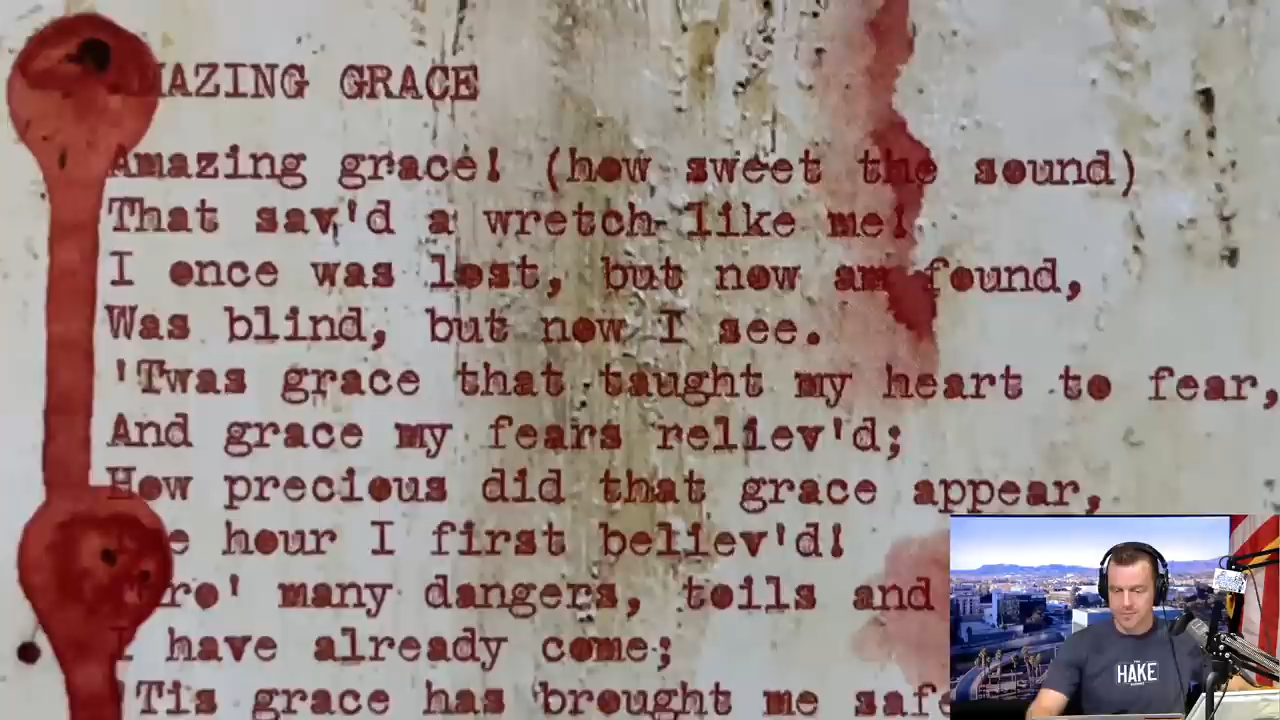 AMAZING GRACE
Amazing grace! (how sweet the sound)
That sav'd a wretch like me!
I once was lost, but now am found,
Was blind, but now I see.
'Twas grace that taught my heart to fear,
And grace my fears reliev'd;
How precious did that grace appear,
hour I first believ'd!
many dangers, toils and
I have already come;
'Tis grace has brought me
HAKE